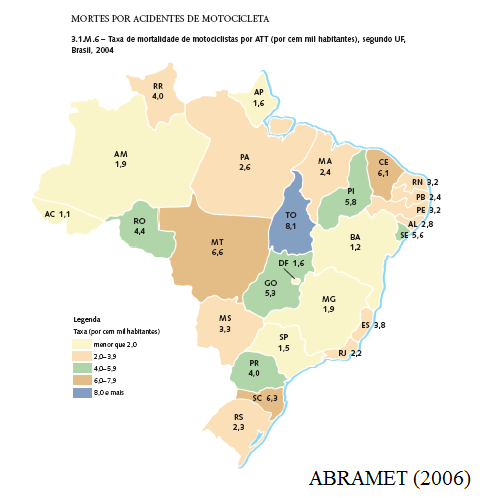 MORTES POR ACIDENTES DE MOTOCICLETA
3.1.M.6 – Taxa de mortalidade de motociclistas por ATT (por cem mil habitantes), segundo UF,
Brasil, 2004
RR
4,0
AP
1,6
AM
1,9
PA
2,6
MA
2,4
CE
6,1
RN 3,2
PB 2,4
PE 3,2
AL 2,8
SE 5,6
PI
5,8
AC 1,1
RO
4,4
TO
8,1
MT
6,6
BA
1,2
DF 1,6
GO
5,3
MG
1,9
MS
3,3
ES 3,8
SP
1,5
RJ 2,2
PR
4,0
SC 6,3
RS
2,3
Legenda
Taxa (por cem mil habitantes)
menor que 2,0
2,0–3,9
4,0–5,9
6,0–7,9
8,0 e mais
ABRAMET (2006)